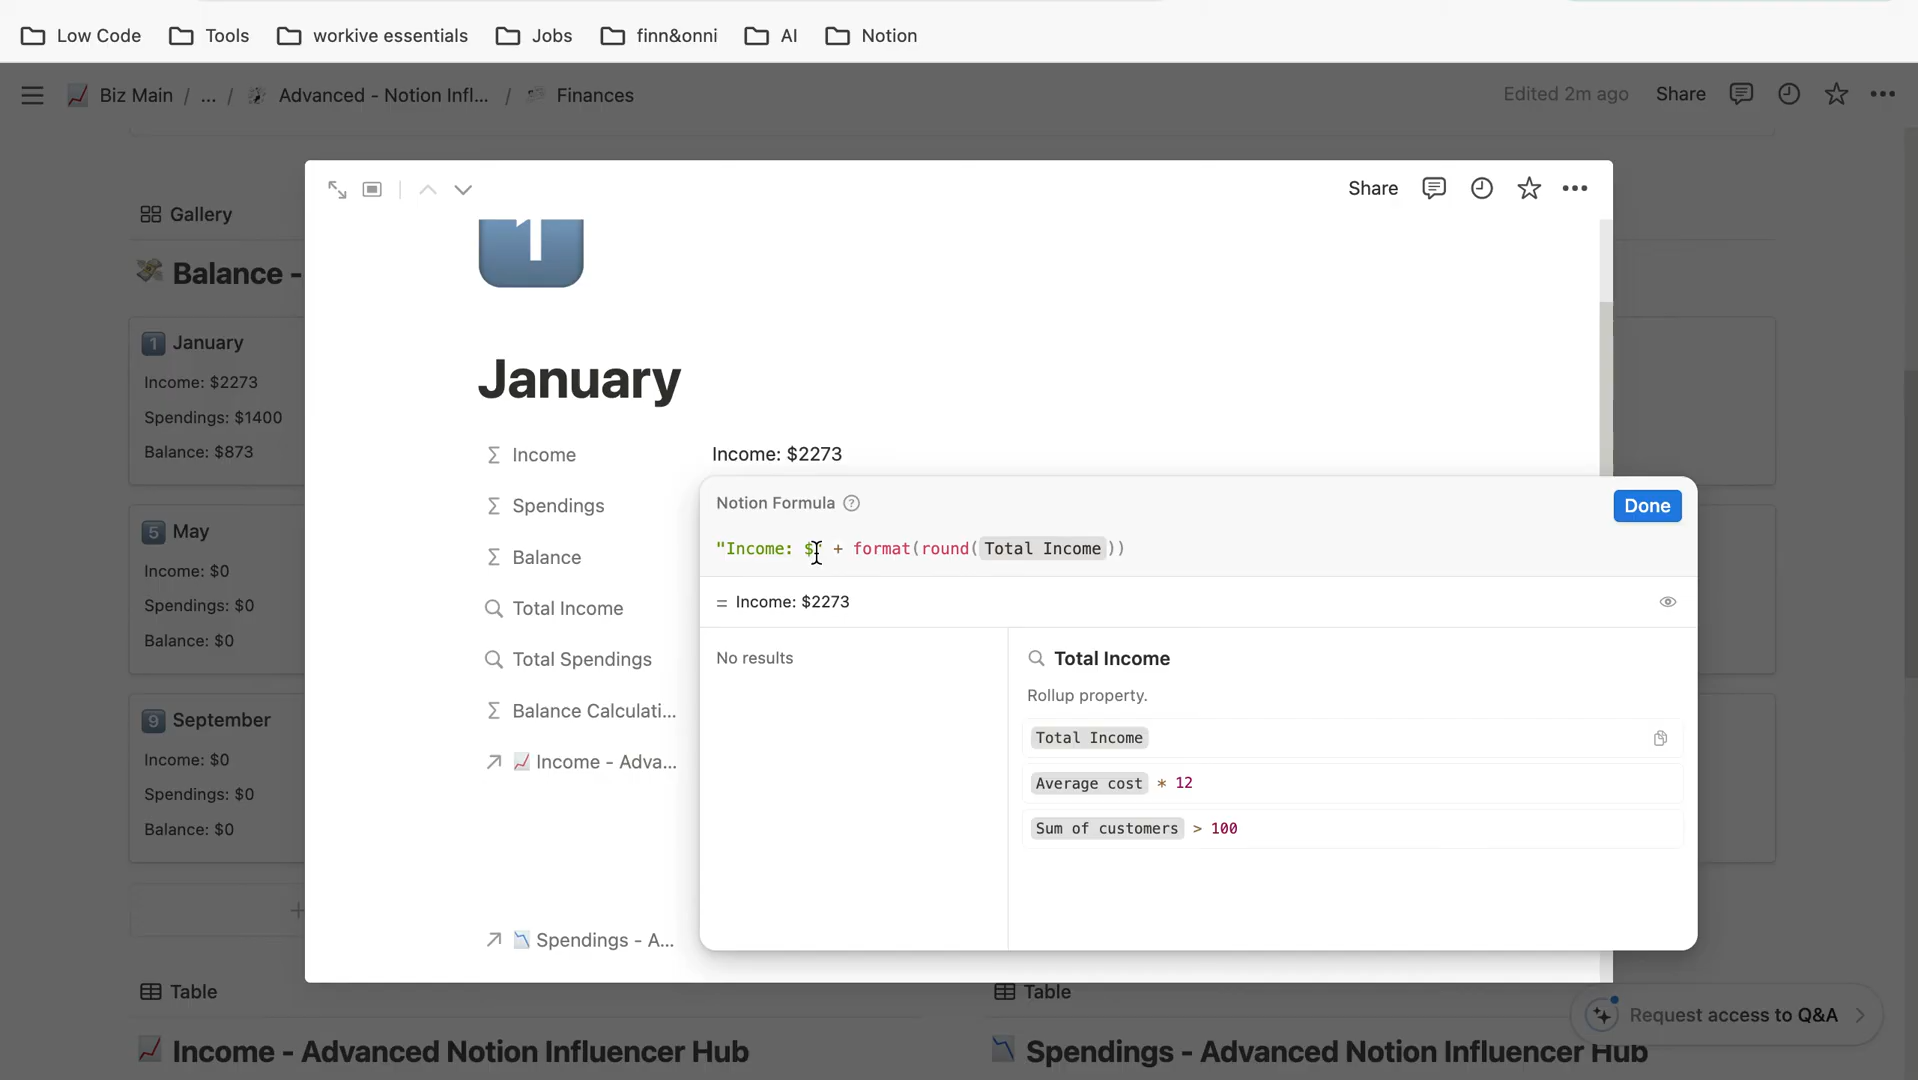 Low Code
Tools
workive essentials
Jobs
finn&onni
AI
Notion
Biz Main / ... / Advanced - Notion Infl... / Finances
Edited 2m ago
Share
Gallery
Balance -
January
Income: $2273
Spendings: $1400
Balance: $873
May
Income: $0
Spendings: $0
Balance: $0
September
Income: $0
Spendings: $0
Balance: $0
Share
1
January
Income
Income: $2273
Spendings
Balance
Total Income
Total Spendings
Balance Calculati...
Income - Adva...
Spendings - A...
Notion Formula
Done
"Income: $" + format(round(Total Income))
= Income: $2273
No results
Total Income
Rollup property.
Total Income
Average cost * 12
Sum of customers > 100
Table
Income - Advanced Notion Influencer Hub
Table
Spendings - Advanced Notion Influencer Hub
Request access to Q&A